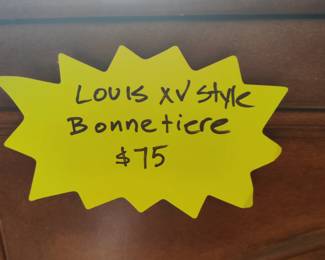 Louis XV Style
Bonnetiere
$75